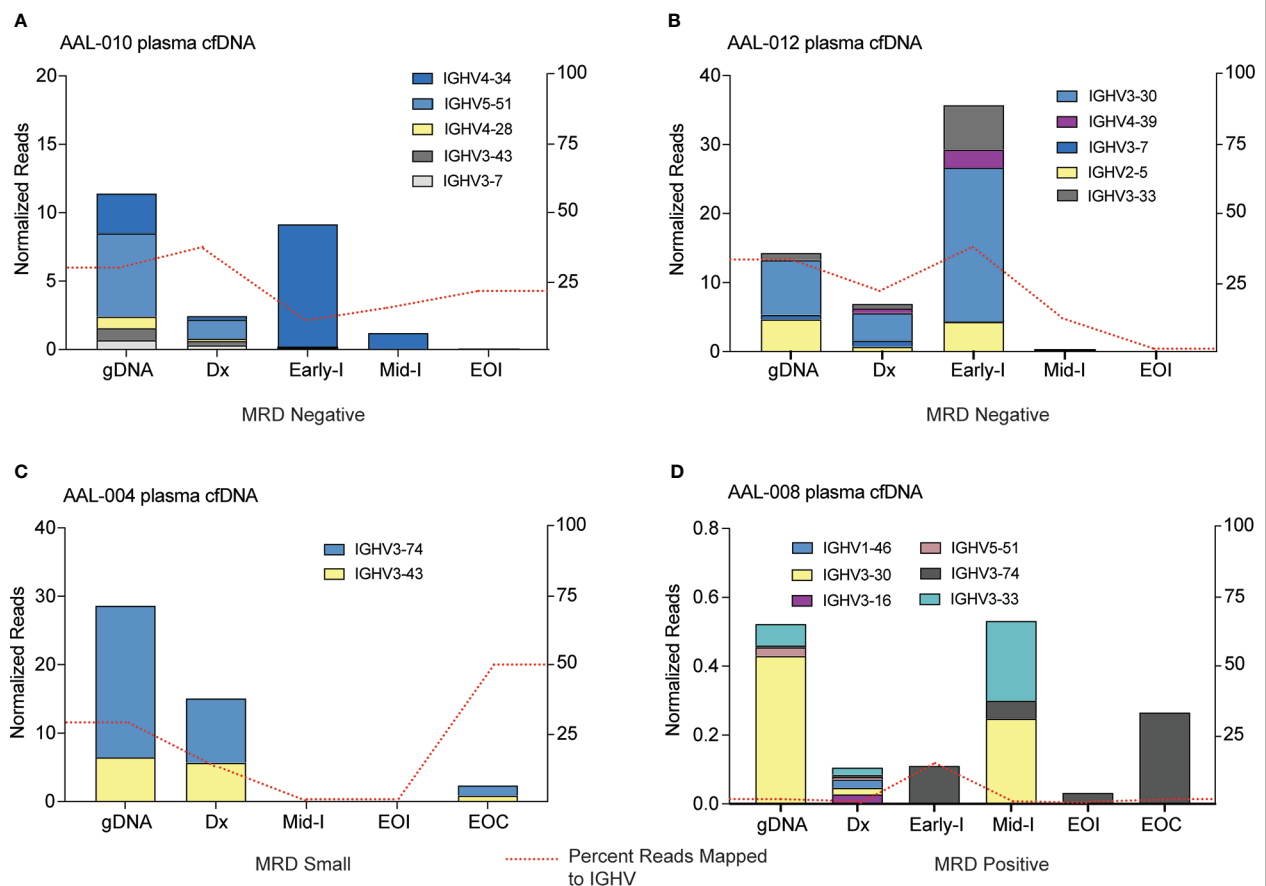 A
AAL-010 plasma cfDNA
Normalized Reads
20
15
10
5
0
100
75
50
25
IGHV4-34
IGHV5-51
IGHV4-28
IGHV3-43
IGHV3-7
gDNA Dx Early-I Mid-I EOI
MRD Negative
B
AAL-012 plasma cfDNA
Normalized Reads
40
30
20
10
0
100
75
50
25
IGHV3-30
IGHV4-39
IGHV3-7
IGHV2-5
IGHV3-33
gDNA Dx Early-I Mid-I EOI
MRD Negative
C
AAL-004 plasma cfDNA
Normalized Reads
40
30
20
10
0
100
75
50
25
IGHV3-74
IGHV3-43
gDNA Dx Mid-I EOI EOC
MRD Small
D
AAL-008 plasma cfDNA
Normalized Reads
0.8
0.6
0.4
0.2
0.0
100
75
50
25
IGHV1-46 IGHV5-51
IGHV3-30 IGHV3-74
IGHV3-16 IGHV3-33
gDNA Dx Early-I Mid-I EOI EOC
MRD Positive
Percent Reads Mapped
to IGHV